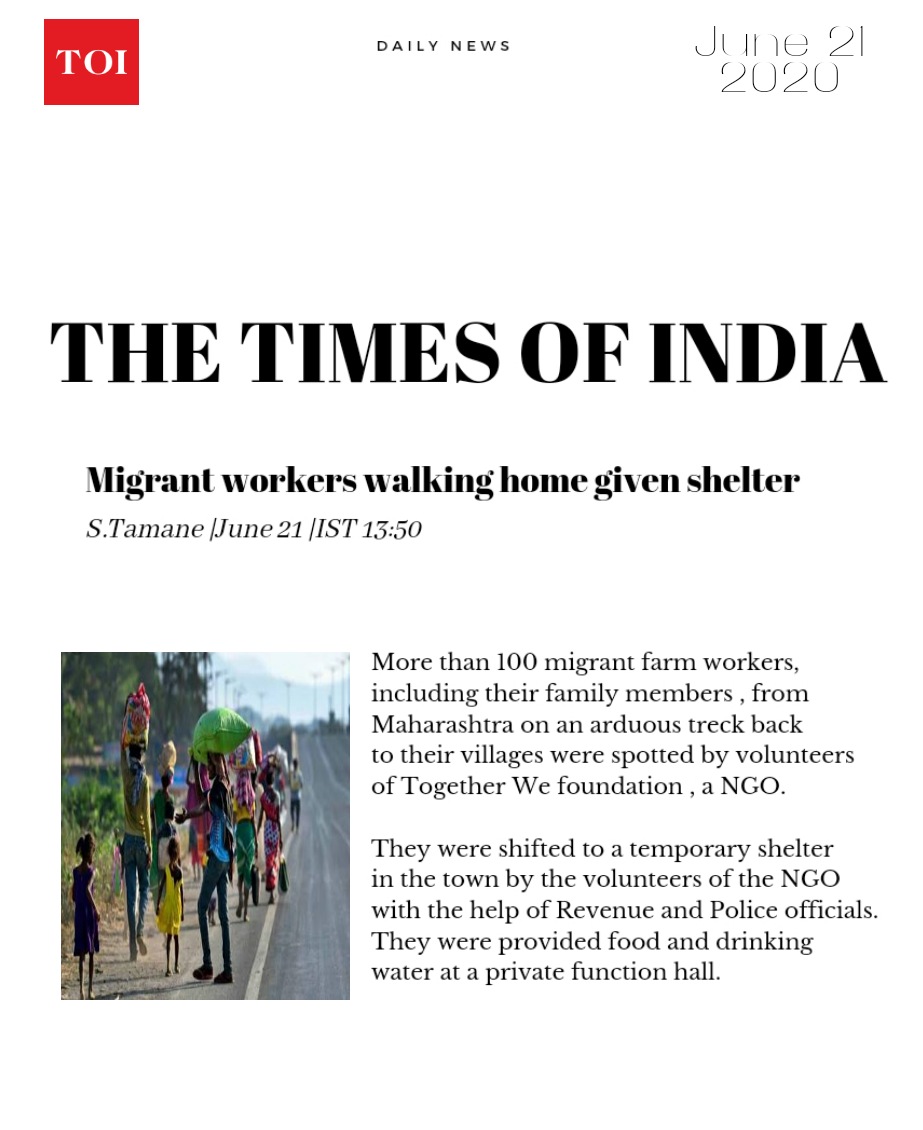 TOI
DAILY NEWS
June 21
2020
THE TIMES OF INDIA
Migrant workers walking home given shelter
S.Tamane |June 21 |IST 13:50
More than 100 migrant farm workers,
including their family members , from
Maharashtra on an arduous treck back
to their villages were spotted by volunteers
of Together We foundation , a NGO.
They were shifted to a temporary shelter
in the town by the volunteers of the NGO
with the help of Revenue and Police officials.
They were provided food and drinking
water at a private function hall.